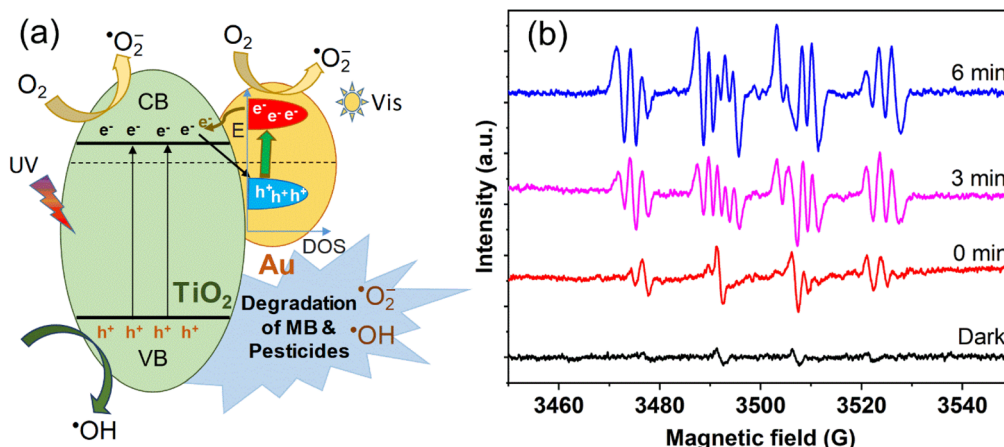 (a)
•O₂⁻
O₂
CB
e⁻ e⁻ e⁻ e⁻
UV
TiO₂
h⁺ h⁺ h⁺ h⁺
VB
•OH
O₂
•O₂⁻
Vis
E
e⁻
e⁻ e⁻ e⁻
h⁺ h⁺ h⁺
DOS
Au
Degradation
of MB &
Pesticides
•O₂⁻
•OH
(b)
Intensity (a.u.)
6 min
3 min
0 min
Dark
3460 3480 3500 3520 3540
Magnetic field (G)